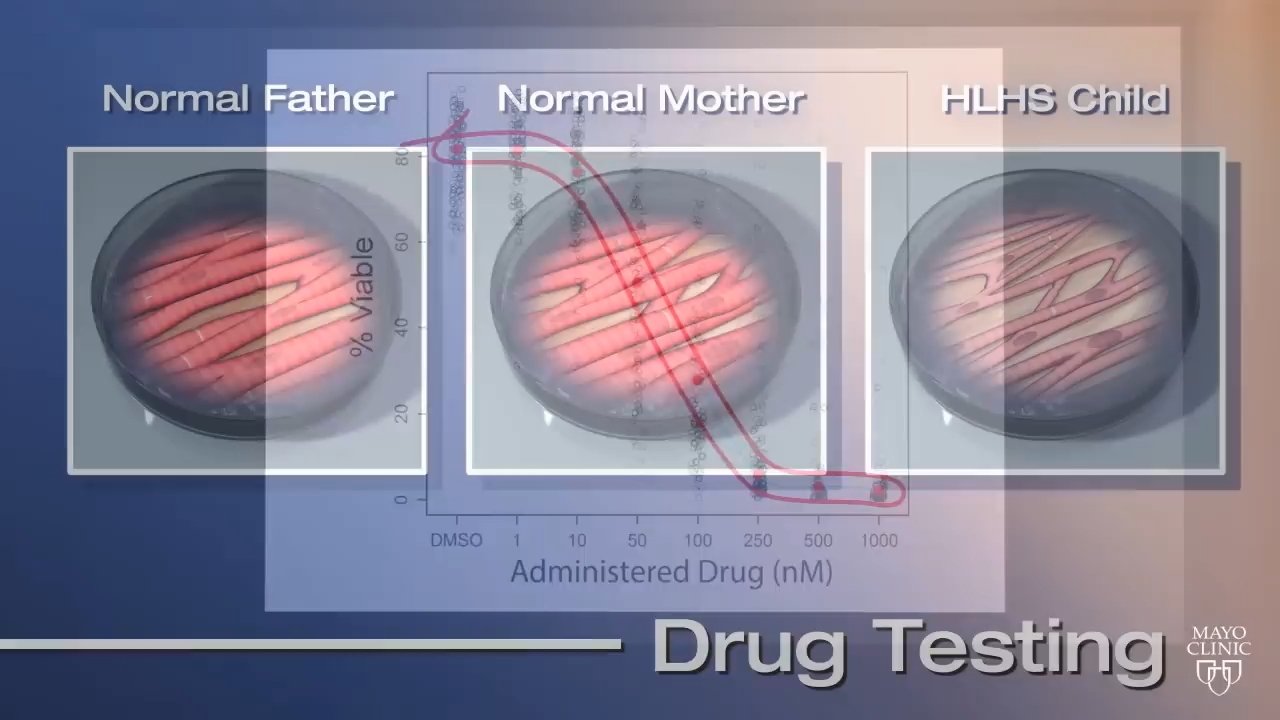 Normal Father
Normal Mother
HLHS Child
% Viable
80
60
40
20
0
DMSO 1 10 50 100 250 500 1000
Administered Drug (nM)
Drug Testing
MAYO
CLINIC